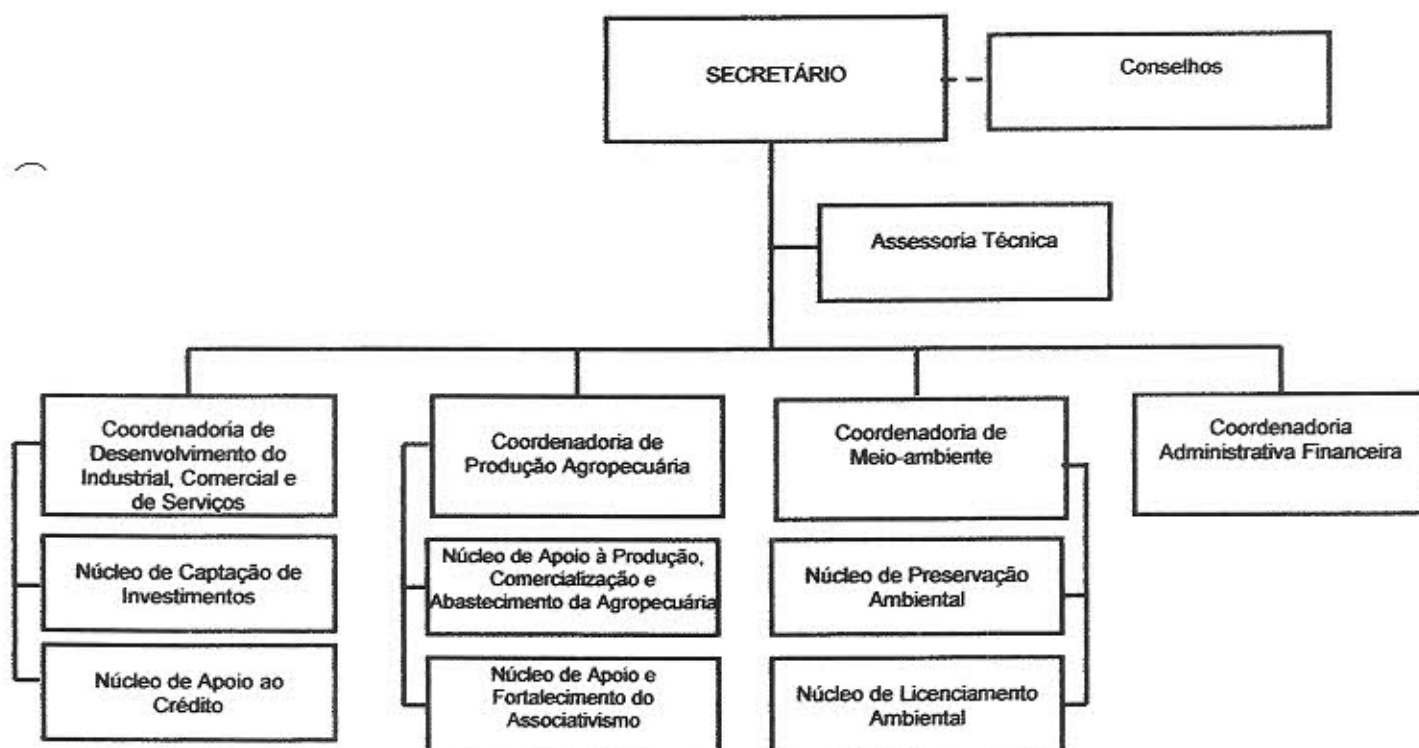 SECRETÁRIO
Conselhos
Assessoria Técnica
Coordenadoria de
Desenvolvimento do
Industrial, Comercial e
de Serviços
Coordenadoria de
Produção Agropecuária
Coordenadoria de
Meio-ambiente
Coordenadoria
Administrativa Financeira
Núcleo de Captação de
Investimentos
Núcleo de Apoio à Produção,
Comercialização e
Abastecimento da Agropecuária
Núcleo de Preservação
Ambiental
Núcleo de Apoio ao
Crédito
Núcleo de Apoio e
Fortalecimento do
Associativismo
Núcleo de Licenciamento
Ambiental